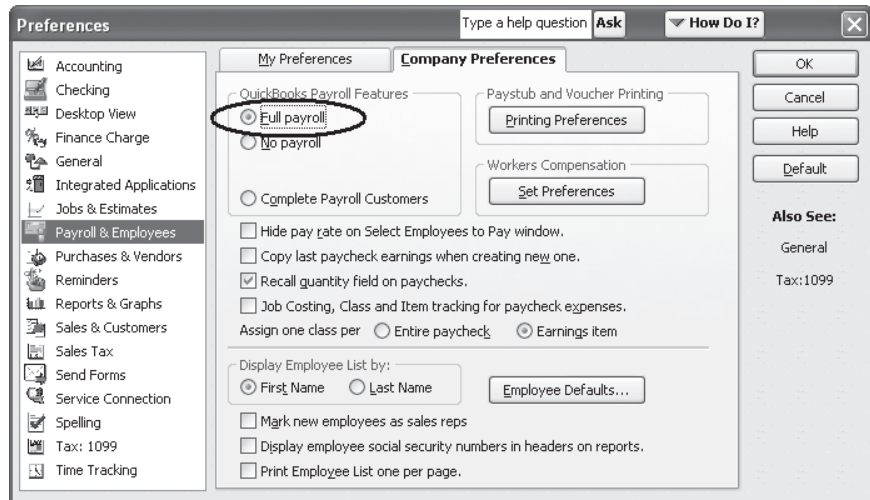 Preferences
Type a help question Ask
How Do I?
Accounting
Checking
Desktop View
Finance Charge
General
Integrated Applications
Jobs & Estimates
Payroll & Employees
Purchases & Vendors
Reminders
Reports & Graphs
Sales & Customers
Sales Tax
Send Forms
Service Connection
Spelling
Tax: 1099
Time Tracking
My Preferences
Company Preferences
QuickBooks Payroll Features
Full payroll
No payroll
Complete Payroll Customers
Paystub and Voucher Printing
Printing Preferences
Workers Compensation
Set Preferences
Hide pay rate on Select Employees to Pay window.
Copy last paycheck earnings when creating new one.
Recall quantity field on paychecks.
Job Costing, Class and Item tracking for paycheck expenses.
Assign one class per Entire paycheck Earnings item
Display Employee List by:
First Name Last Name
Employee Defaults...
Mark new employees as sales reps
Display employee social security numbers in headers on reports.
Print Employee List one per page.
OK
Cancel
Help
Default
Also See:
General
Tax:1099